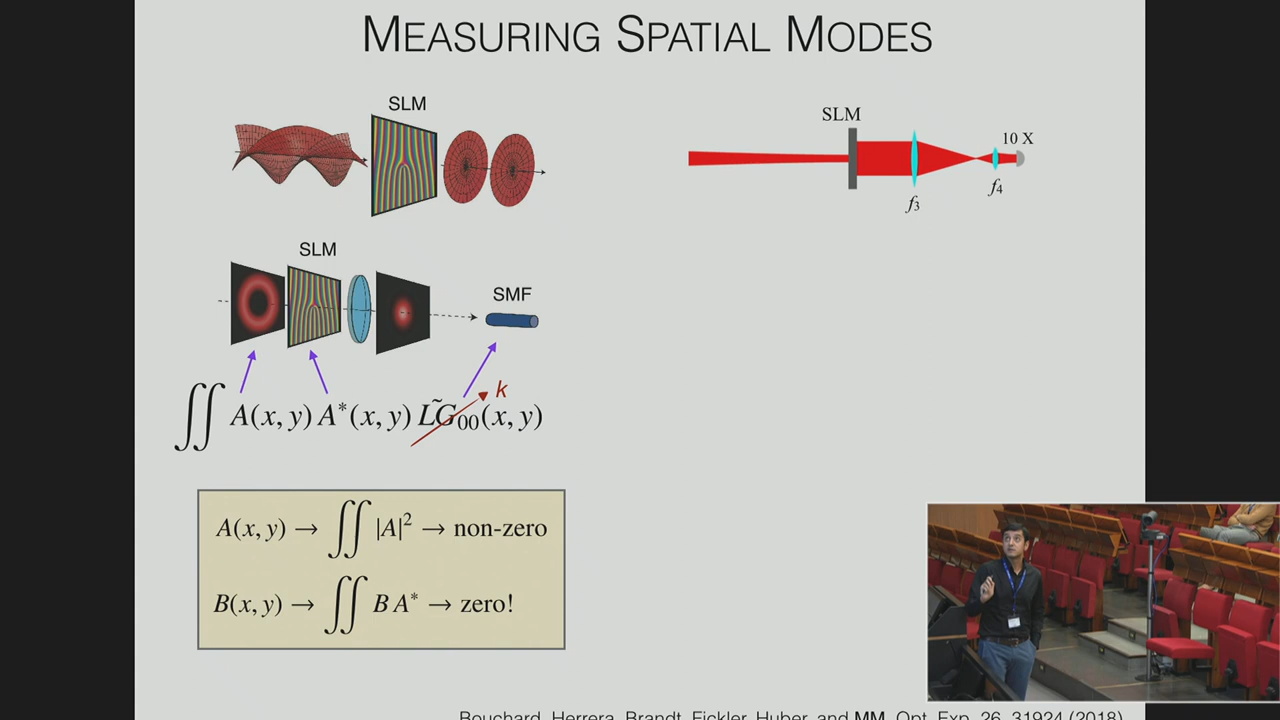 MEASURING SPATIAL MODES
SLM
SLM
10 X
f₃
f₄
SLM
SMF
k
∬ A(x, y) A*(x, y) L̃G₀₀(x, y)
A(x, y) → ∬ |A|² → non-zero
B(x, y) → ∬ B A* → zero!
Bouchard, Herrera, Brandt, Fickler, Huber, and MM, Opt. Exp. 26, 31924 (2018)